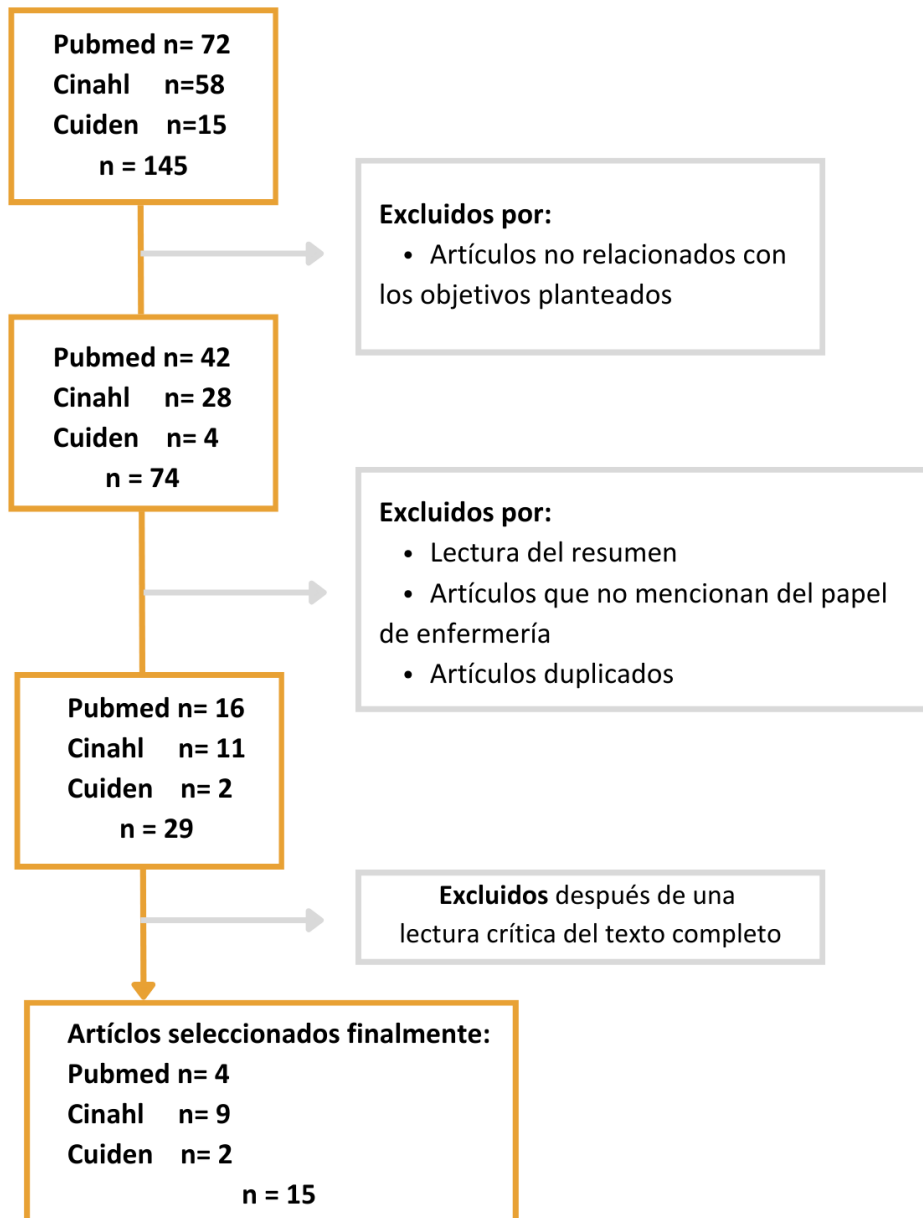 Pubmed n= 72
Cinahl n=58
Cuiden n=15
n = 145
Excluidos por:
• Artículos no relacionados con
los objetivos planteados
Pubmed n= 42
Cinahl n= 28
Cuiden n= 4
n = 74
Excluidos por:
• Lectura del resumen
• Artículos que no mencionan del papel
de enfermería
• Artículos duplicados
Pubmed n= 16
Cinahl n= 11
Cuiden n= 2
n = 29
Excluidos después de una
lectura crítica del texto completo
Artíclos seleccionados finalmente:
Pubmed n= 4
Cinahl n= 9
Cuiden n= 2
n = 15